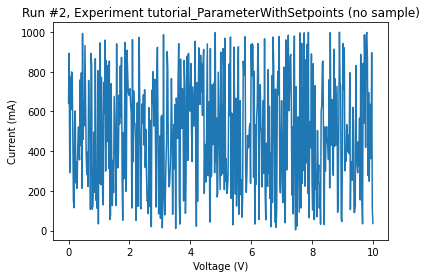 Run #2, Experiment tutorial_ParameterWithSetpoints (no sample)
1000
800
600
400
200
0
Current (mA)
0 2 4 6 8 10
Voltage (V)